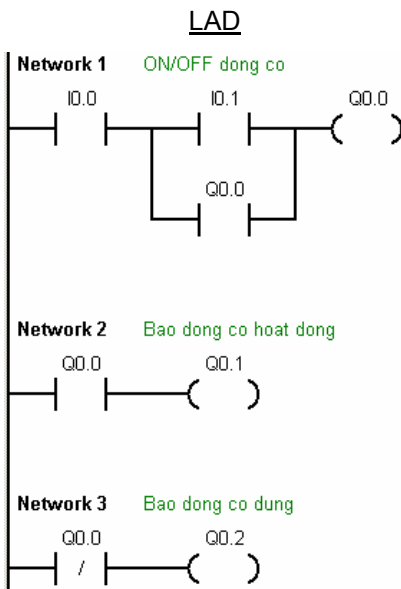 LAD
Network 1 ON/OFF dong co
I0.0 I0.1 Q0.0
Q0.0
Network 2 Bao dong co hoat dong
Q0.0 Q0.1
Network 3 Bao dong co dung
Q0.0 Q0.2
/